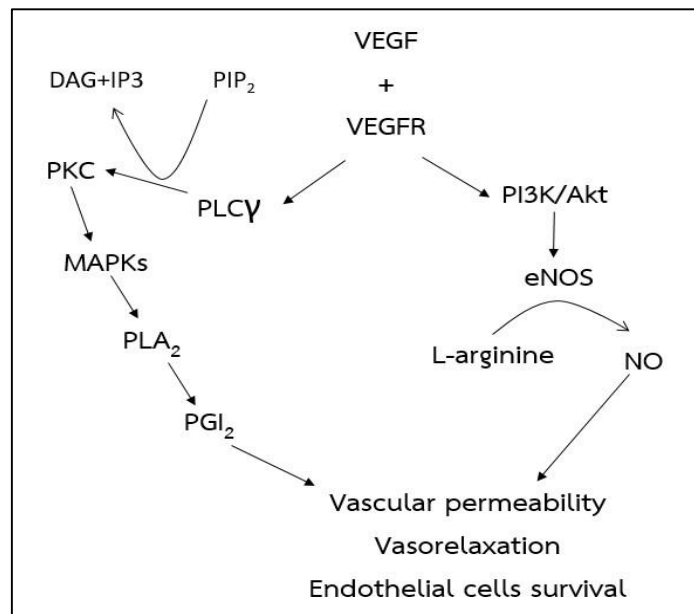 VEGF
+
VEGFR
DAG+IP3
PIP₂
PKC
PLCγ
MAPKs
PLA₂
PGI₂
PI3K/Akt
eNOS
L-arginine
NO
Vascular permeability
Vasorelaxation
Endothelial cells survival